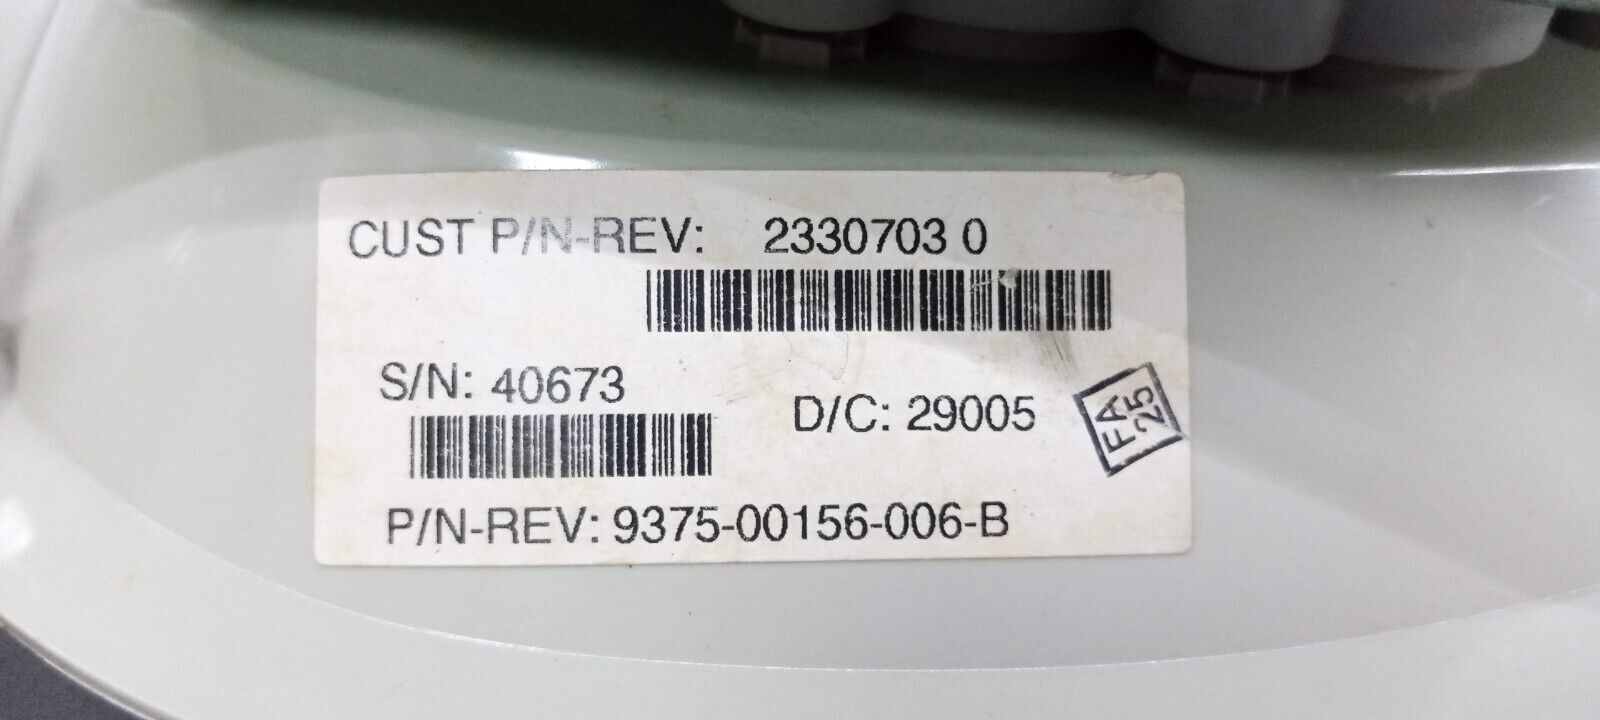 CUST P/N-REV: 2330703 0
S/N: 40673
D/C: 29005
FA
25
P/N-REV: 9375-00156-006-B